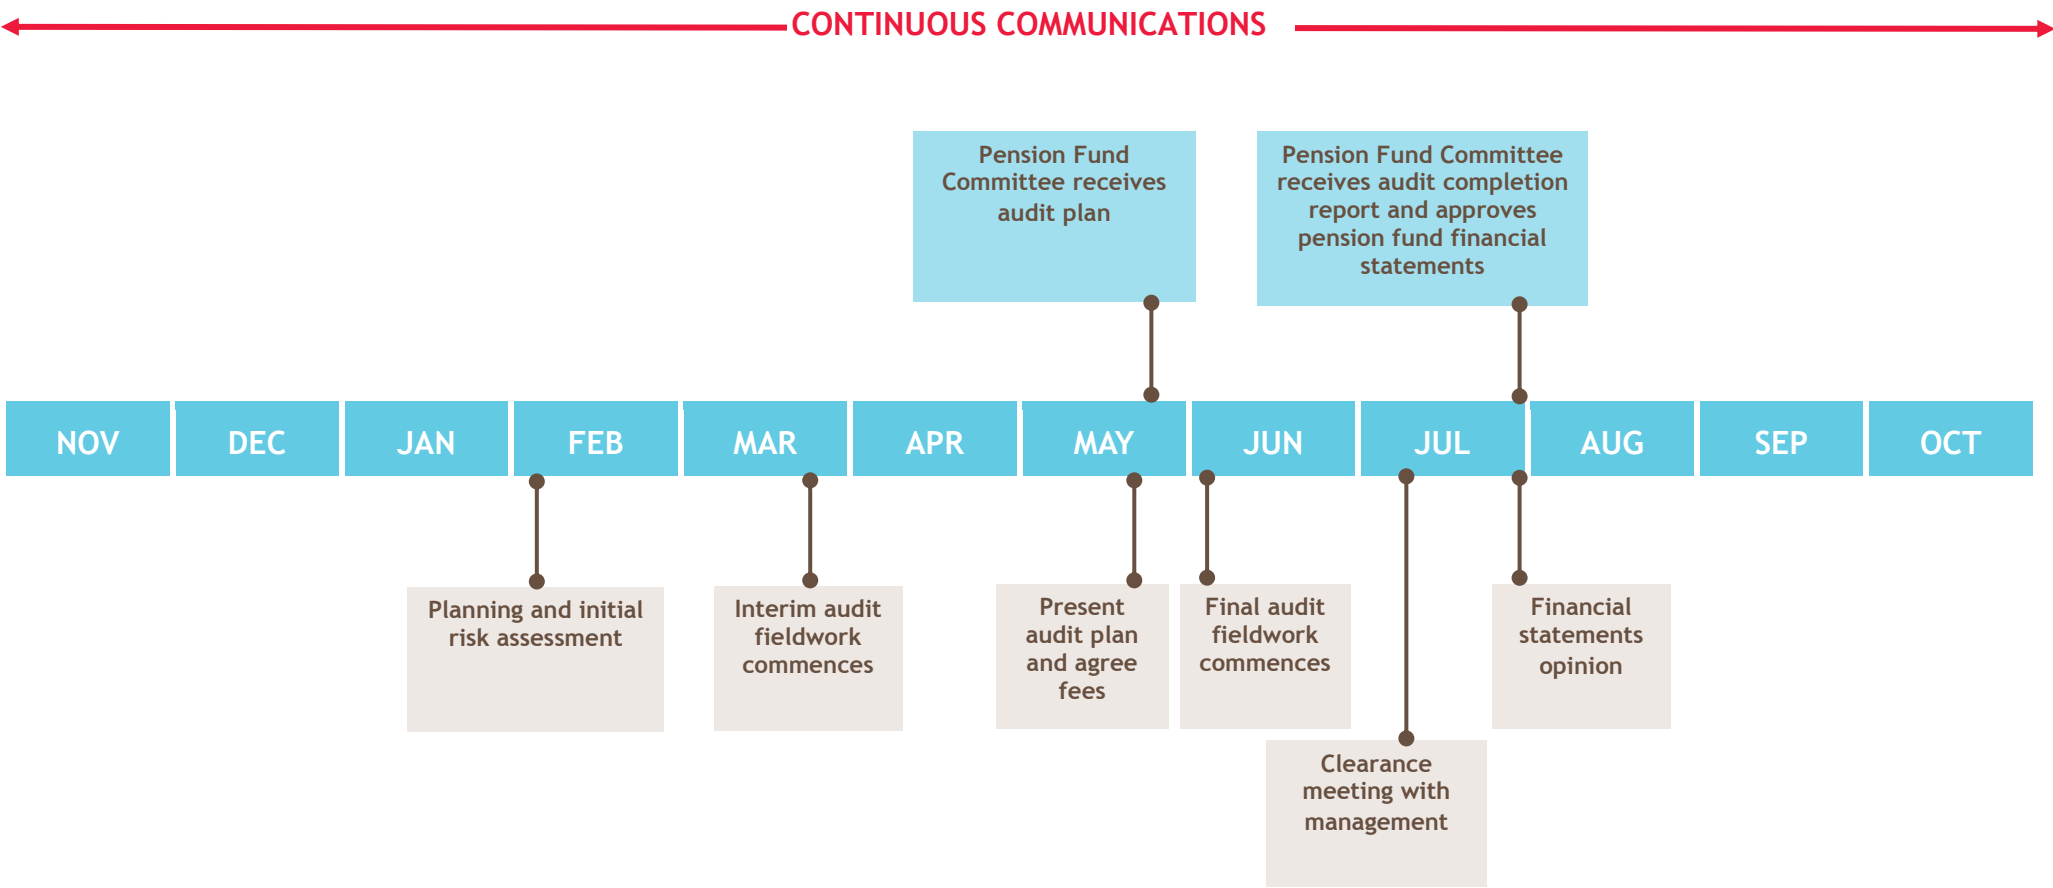 CONTINUOUS COMMUNICATIONS
Pension Fund
Committee receives
audit plan
Pension Fund Committee
receives audit completion
report and approves
pension fund financial
statements
NOV DEC JAN FEB MAR APR MAY JUN JUL AUG SEP OCT
Planning and initial
risk assessment
Interim audit
fieldwork
commences
Present
audit plan
and agree
fees
Final audit
fieldwork
commences
Financial
statements
opinion
Clearance
meeting with
management